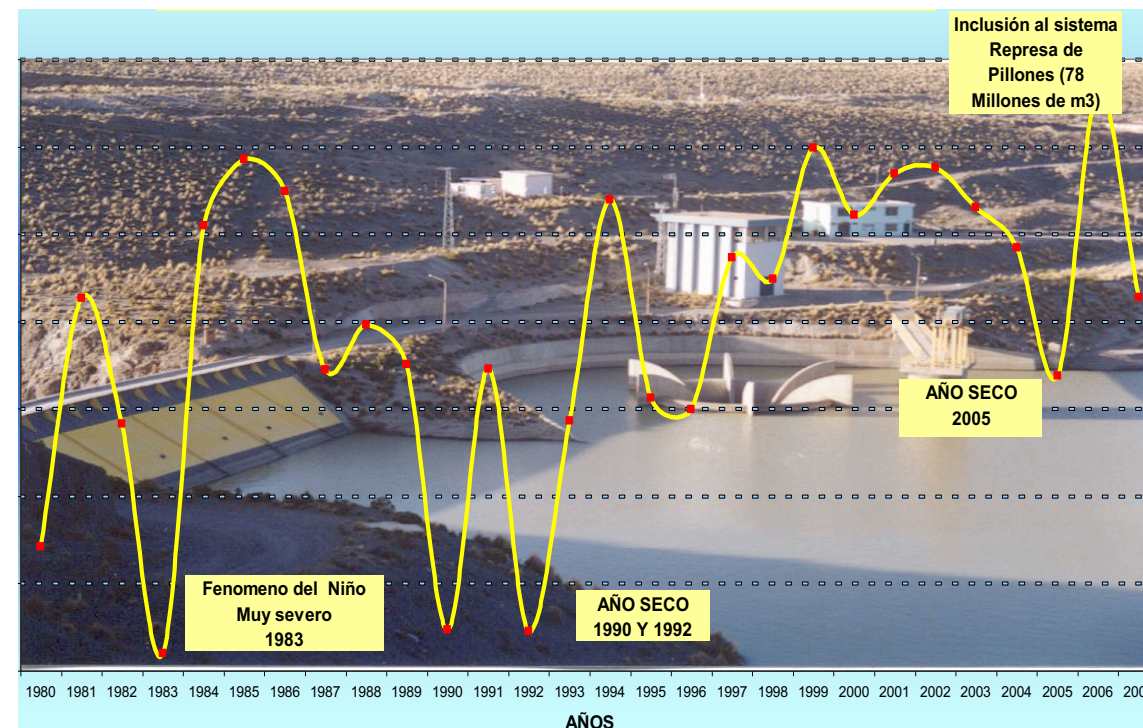 Inclusión al sistema
Represa de
Pillones (78
Millones de m3)
AÑO SECO
2005
Fenomeno del  Niño
Muy severo
1983
AÑO SECO
1990 Y 1992
1980 1981 1982 1983 1984 1985 1986 1987 1988 1989 1990 1991 1992 1993 1994 1995 1996 1997 1998 1999 2000 2001 2002 2003 2004 2005 2006
AÑOS